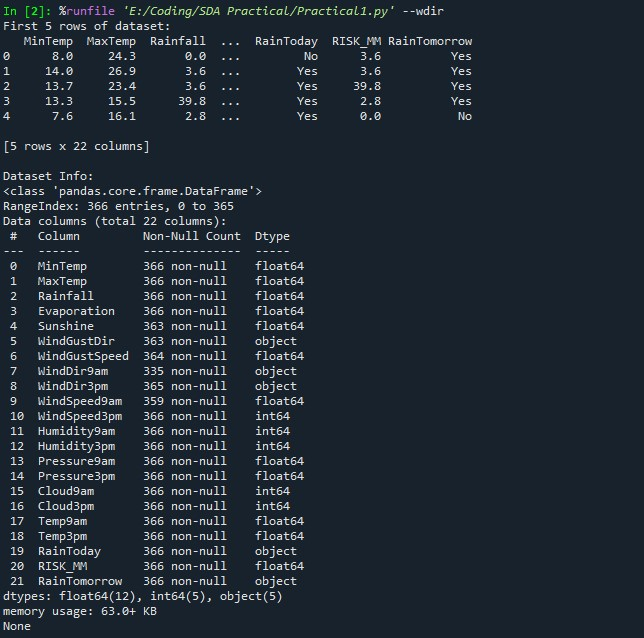 In [2]: %runfile 'E:/Coding/SDA Practical/Practical1.py' --wdir
First 5 rows of dataset:
   MinTemp  MaxTemp  Rainfall  ...  RainToday  RISK_MM RainTomorrow
0      8.0     24.3       0.0  ...         No      3.6          Yes
1     14.0     26.9       3.6  ...        Yes      3.6          Yes
2     13.7     23.4       3.6  ...        Yes     39.8          Yes
3     13.3     15.5      39.8  ...        Yes      2.8          Yes
4      7.6     16.1       2.8  ...        Yes      0.0           No
[5 rows x 22 columns]
Dataset Info:
<class 'pandas.core.frame.DataFrame'>
RangeIndex: 366 entries, 0 to 365
Data columns (total 22 columns):
 #   Column         Non-Null Count  Dtype
---  ------         --------------  -----
 0   MinTemp        366 non-null    float64
 1   MaxTemp        366 non-null    float64
 2   Rainfall       366 non-null    float64
 3   Evaporation    366 non-null    float64
 4   Sunshine       363 non-null    float64
 5   WindGustDir    363 non-null    object
 6   WindGustSpeed  364 non-null    float64
 7   WindDir9am     335 non-null    object
 8   WindDir3pm     365 non-null    object
 9   WindSpeed9am   359 non-null    float64
 10  WindSpeed3pm   366 non-null    int64
 11  Humidity9am    366 non-null    int64
 12  Humidity3pm    366 non-null    int64
 13  Pressure9am    366 non-null    float64
 14  Pressure3pm    366 non-null    float64
 15  Cloud9am       366 non-null    int64
 16  Cloud3pm       366 non-null    int64
 17  Temp9am        366 non-null    float64
 18  Temp3pm        366 non-null    float64
 19  RainToday      366 non-null    object
 20  RISK_MM        366 non-null    float64
 21  RainTomorrow   366 non-null    object
dtypes: float64(12), int64(5), object(5)
memory usage: 63.0+ KB
None